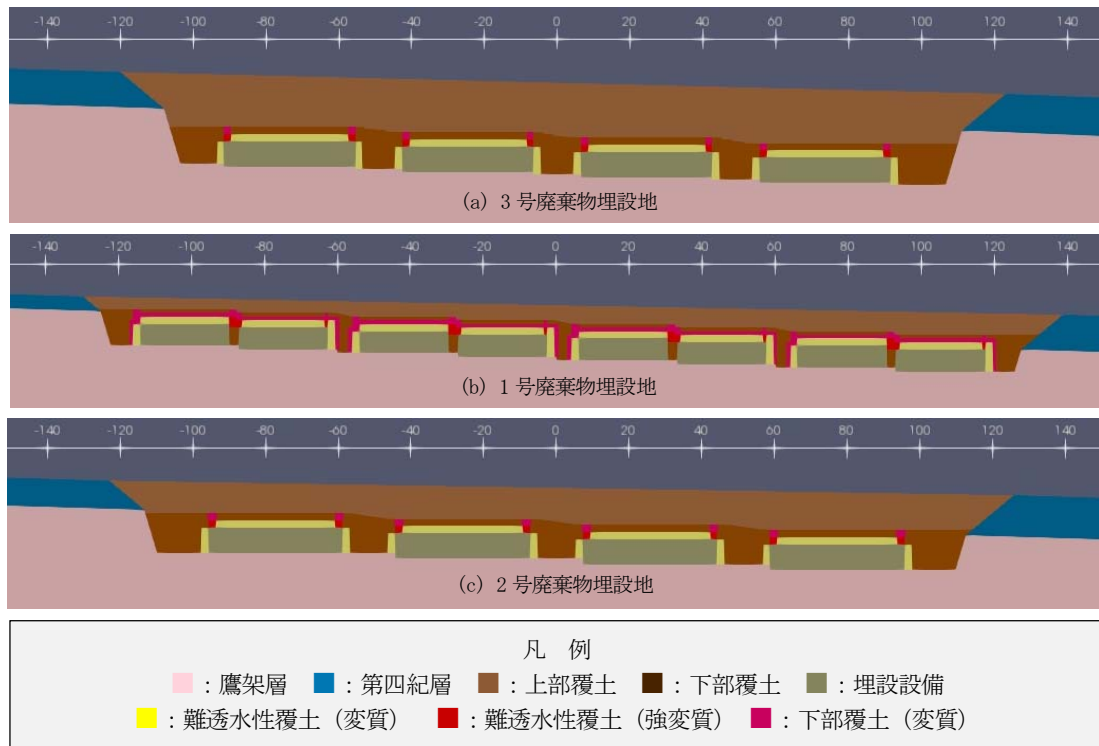 -140 -120 -100 -80 -60 -40 -20 0 20 40 60 80 100 120 140
(a) 3 号廃棄物埋設地
-140 -120 -100 -80 -60 -40 -20 0 20 40 60 80 100 120 140
(b) 1 号廃棄物埋設地
-140 -120 -100 -80 -60 -40 -20 0 20 40 60 80 100 120 140
(c) 2 号廃棄物埋設地
凡 例
：鷹架層 ：第四紀層 ：上部覆土 ：下部覆土 ：埋設設備
：難透水性覆土（変質） ：難透水性覆土（強変質） ：下部覆土（変質）